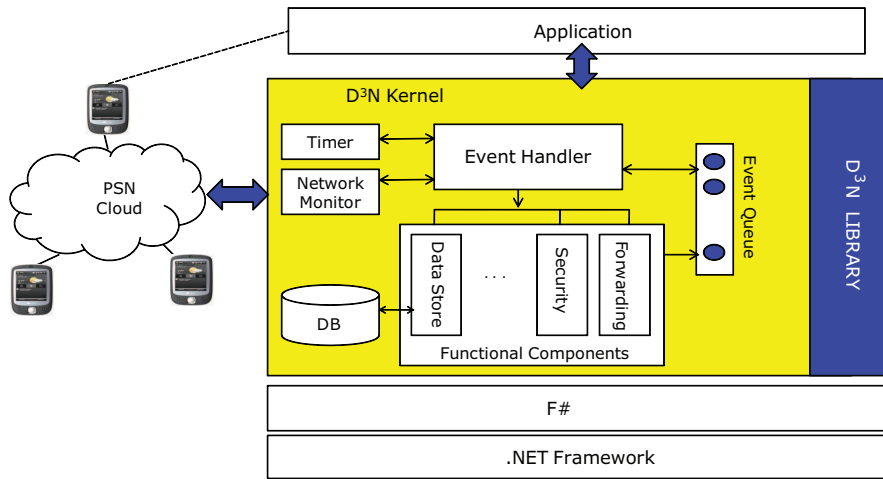 Application
D³N Kernel
Timer
Event Handler
Network
Monitor
PSN
Cloud
Event Queue
D³N LIBRARY
Data Store
. . .
Security
Forwarding
DB
Functional Components
F#
.NET Framework